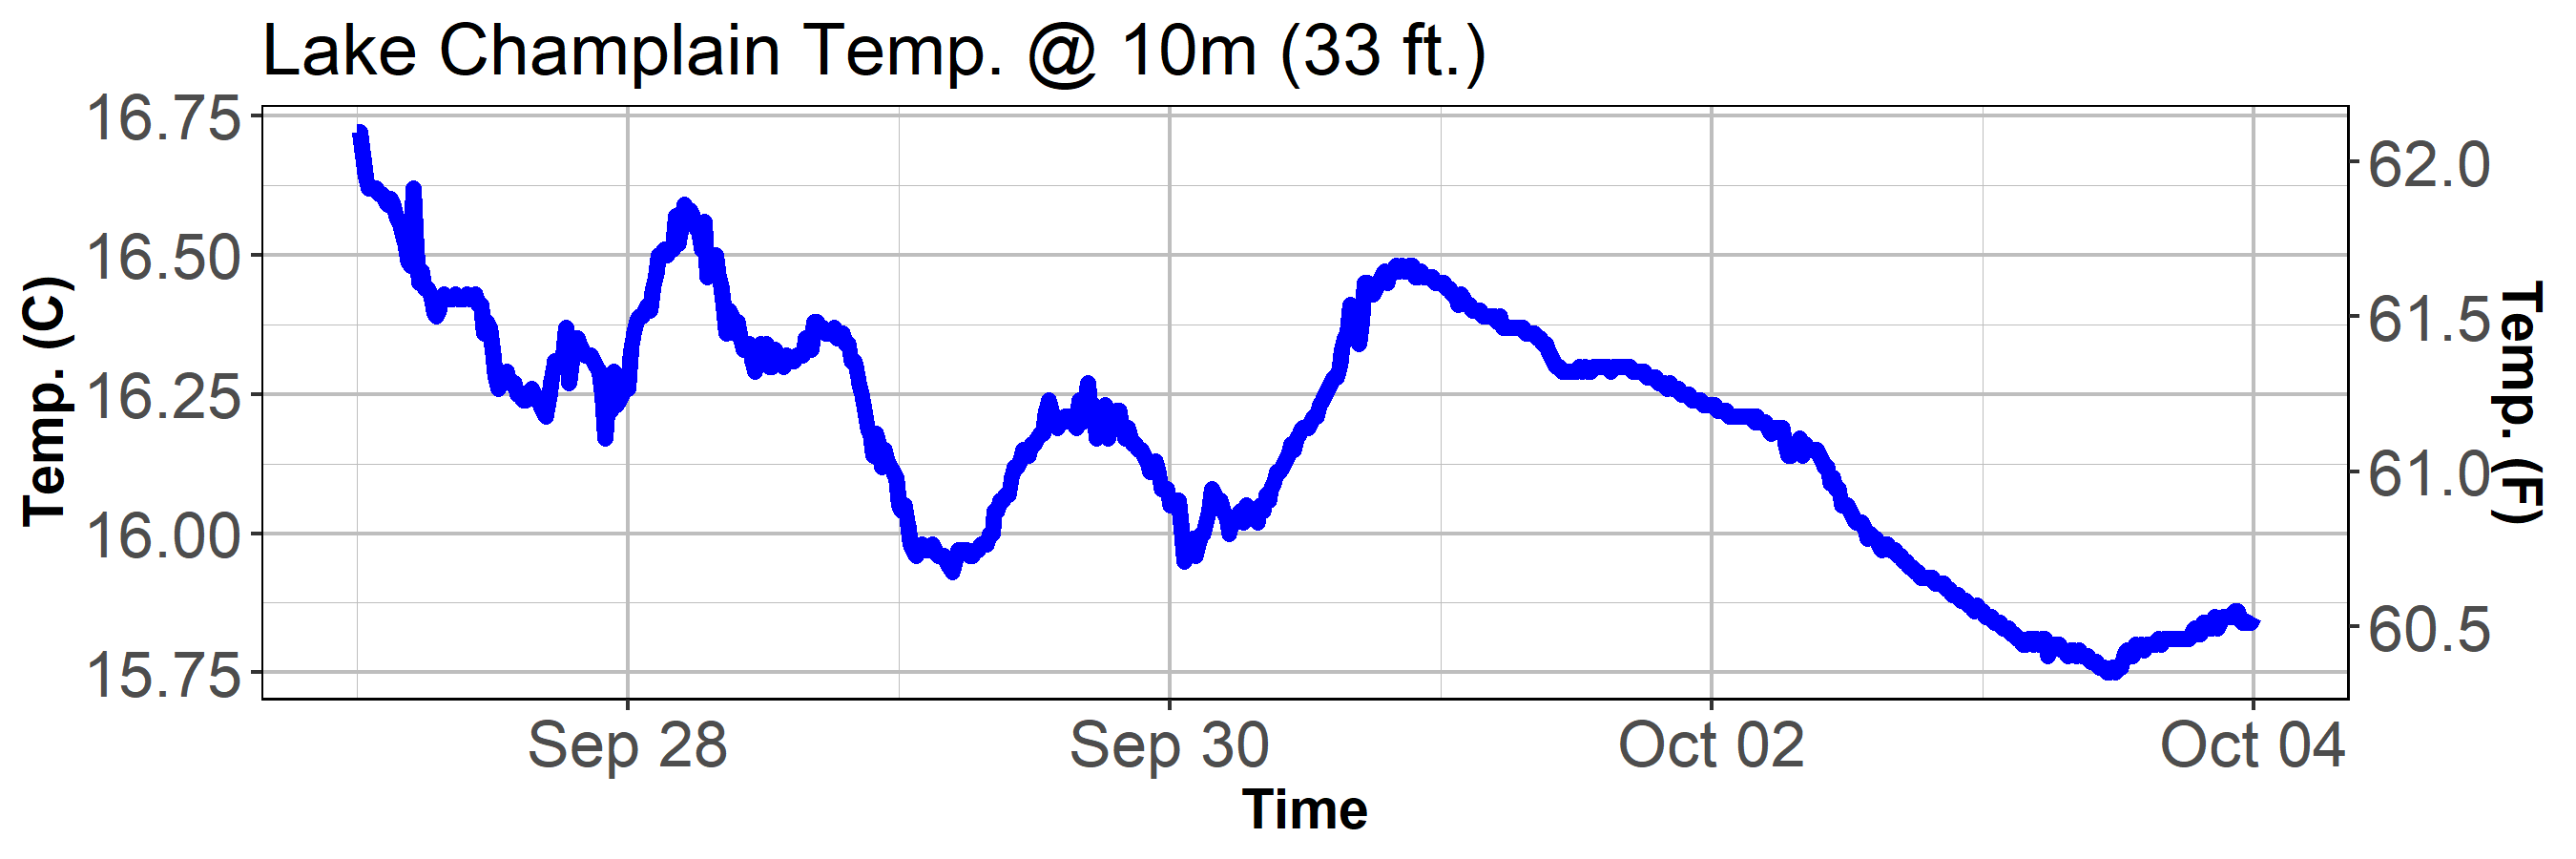 Lake Champlain Temp. @ 10m (33 ft.)
16.75
16.50
16.25
16.00
15.75
Temp. (C)
62.0
61.5
61.0
60.5
Temp. (F)
Sep 28
Sep 30
Oct 02
Oct 04
Time